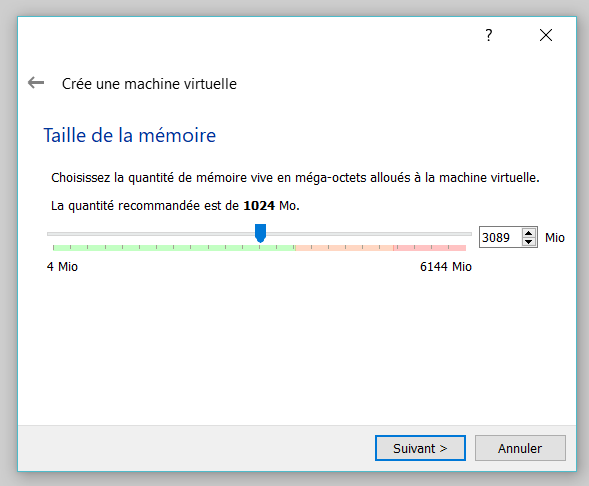 ?
Crée une machine virtuelle
Taille de la mémoire
Choisissez la quantité de mémoire vive en méga-octets alloués à la machine virtuelle.
La quantité recommandée est de 1024 Mo.
3089 Mio
4 Mio 6144 Mio
Suivant > Annuler